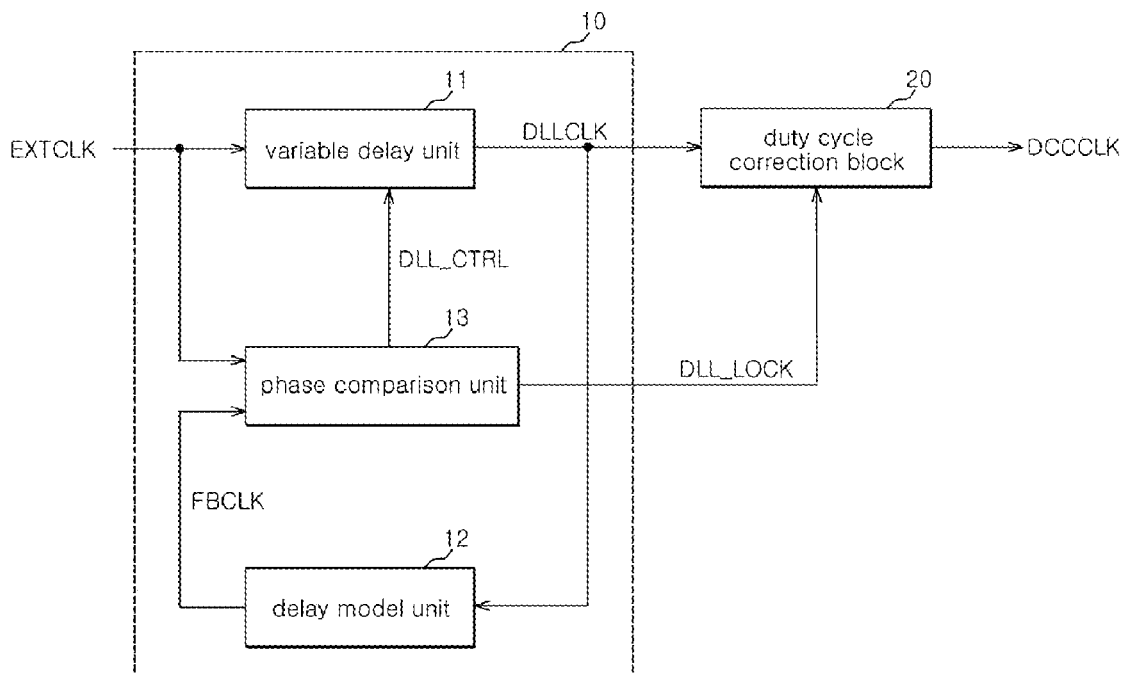 10
11
20
EXTCLK
variable delay unit
DLLCLK
duty cycle
correction block
DCCCLK
DLL_CTRL
13
phase comparison unit
DLL_LOCK
FBCLK
12
delay model unit